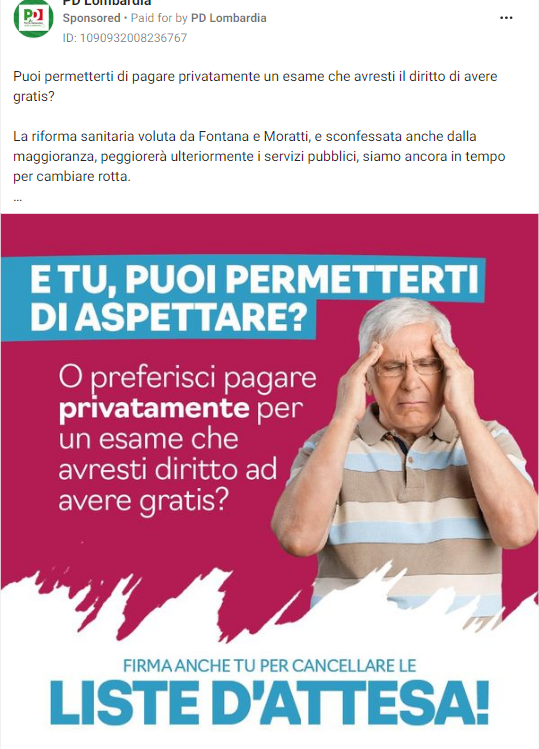 PD Lombardia
Sponsored • Paid for by PD Lombardia
ID: 1090932008236767
Puoi permetterti di pagare privatamente un esame che avresti il diritto di avere
gratis?
La riforma sanitaria voluta da Fontana e Moratti, e sconfessata anche dalla
maggioranza, peggiorerà ulteriormente i servizi pubblici, siamo ancora in tempo
per cambiare rotta.
...
E TU, PUOI PERMETTERTI
DI ASPETTARE?
O preferisci pagare
privatamente per
un esame che
avresti diritto ad
avere gratis?
FIRMA ANCHE TU PER CANCELLARE LE
LISTE D'ATTESA!